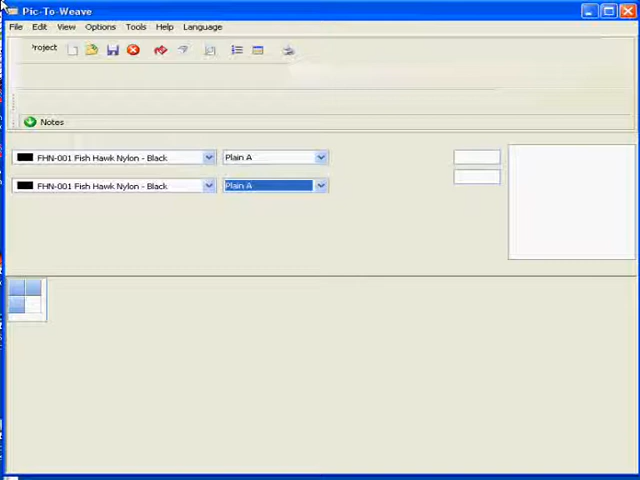 Pic-To-Weave
File Edit View Options Tools Help Language
Project
Notes
FHN-001 Fish Hawk Nylon - Black Plain A
FHN-001 Fish Hawk Nylon - Black Plain A